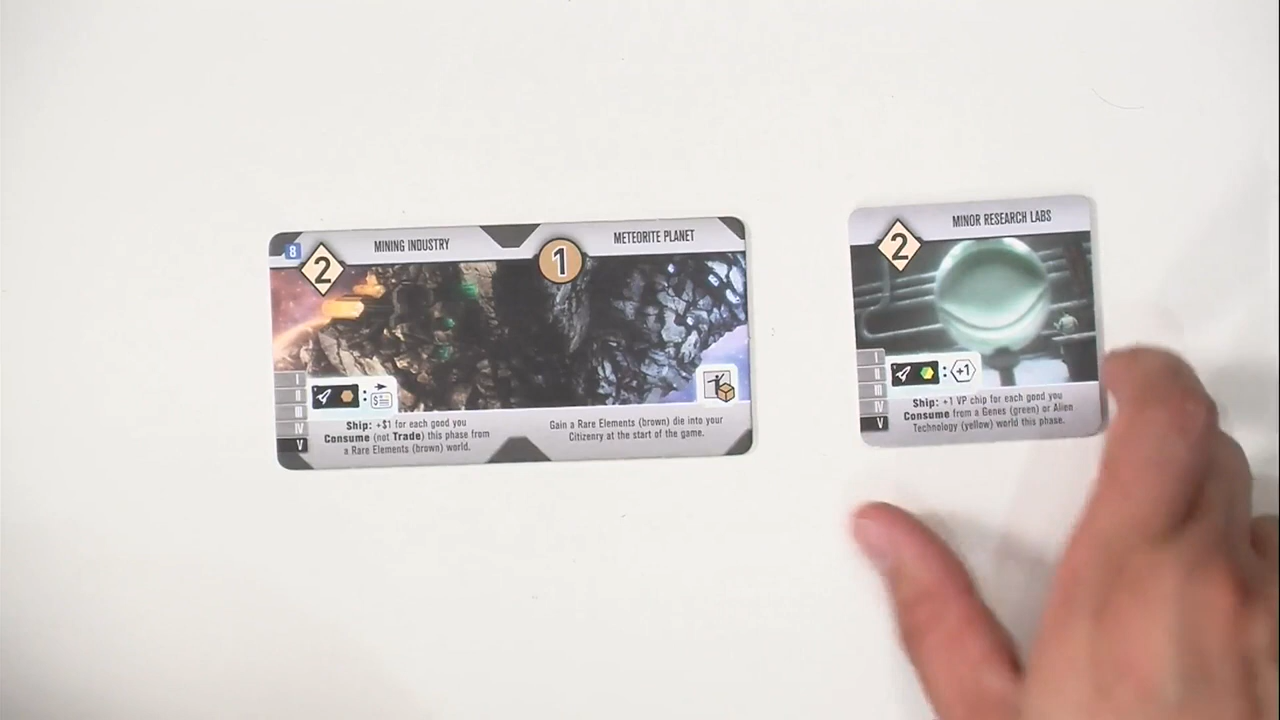 8
2
MINING INDUSTRY
1
METEORITE PLANET
I
II
III
IV
V
$
Ship: +$1 for each good you
Consume (not Trade) this phase from
a Rare Elements (brown) world.
Gain a Rare Elements (brown) die into your
Citizenry at the start of the game.
2
MINOR RESEARCH LABS
I
II
III
IV
V
: +1
Ship: +1 VP chip for each good you
Consume from a Genes (green) or Alien
Technology (yellow) world this phase.